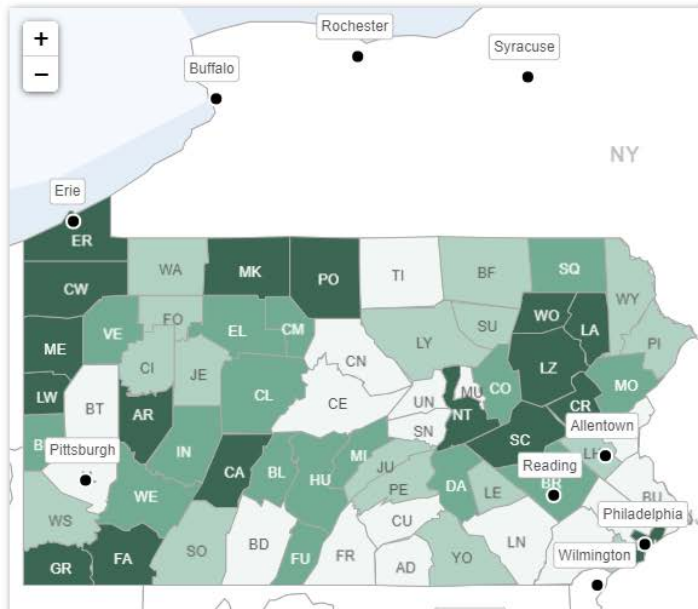 +
−
Rochester
Syracuse
Buffalo
NY
Erie
ER
WA
MK
PO
TI
BF
SQ
WY
CW
WO
LA
VE
FO
EL
CM
SU
PI
ME
LY
CN
CI
JE
LZ
LW
CL
CO
MO
BT
AR
CE
UN
MU
CR
NT
Allentown
SN
SC
Pittsburgh
IN
MI
LH
CA
BL
HU
JU
Reading
BR
WE
PE
DA
LE
BU
WS
CU
Philadelphia
SO
BD
FR
LN
FU
YO
Wilmington
GR
FA
AD